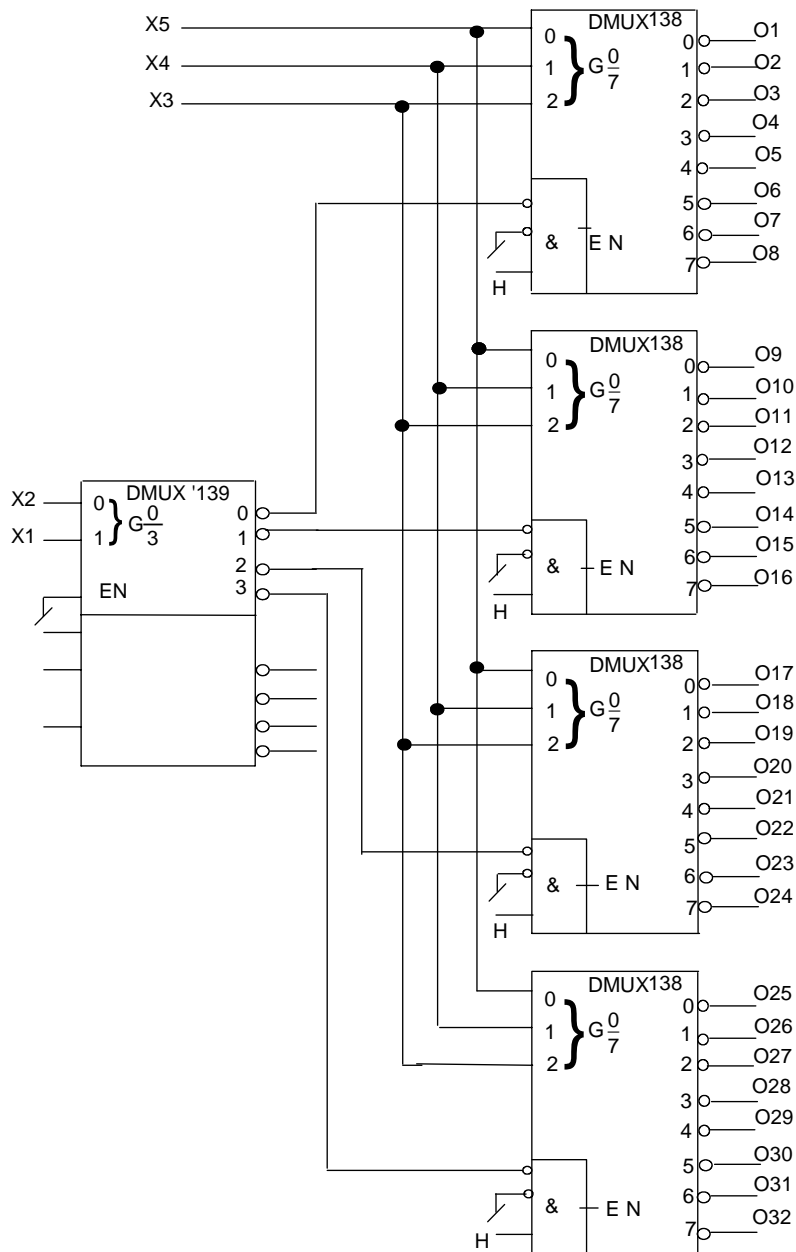 X5
X4
X3
DMUX138
0
1
2
} G 0/7
&
EN
H
0 O1
1 O2
2 O3
3 O4
4 O5
5 O6
6 O7
7 O8
DMUX138
0
1
2
} G 0/7
&
EN
H
0 O9
1 O10
2 O11
3 O12
4 O13
5 O14
6 O15
7 O16
X2
X1
DMUX '139
0
1
} G 0/3
EN
0
1
2
3
DMUX138
0
1
2
} G 0/7
&
EN
H
0 O17
1 O18
2 O19
3 O20
4 O21
5 O22
6 O23
7 O24
DMUX138
0
1
2
} G 0/7
&
EN
H
0 O25
1 O26
2 O27
3 O28
4 O29
5 O30
6 O31
7 O32